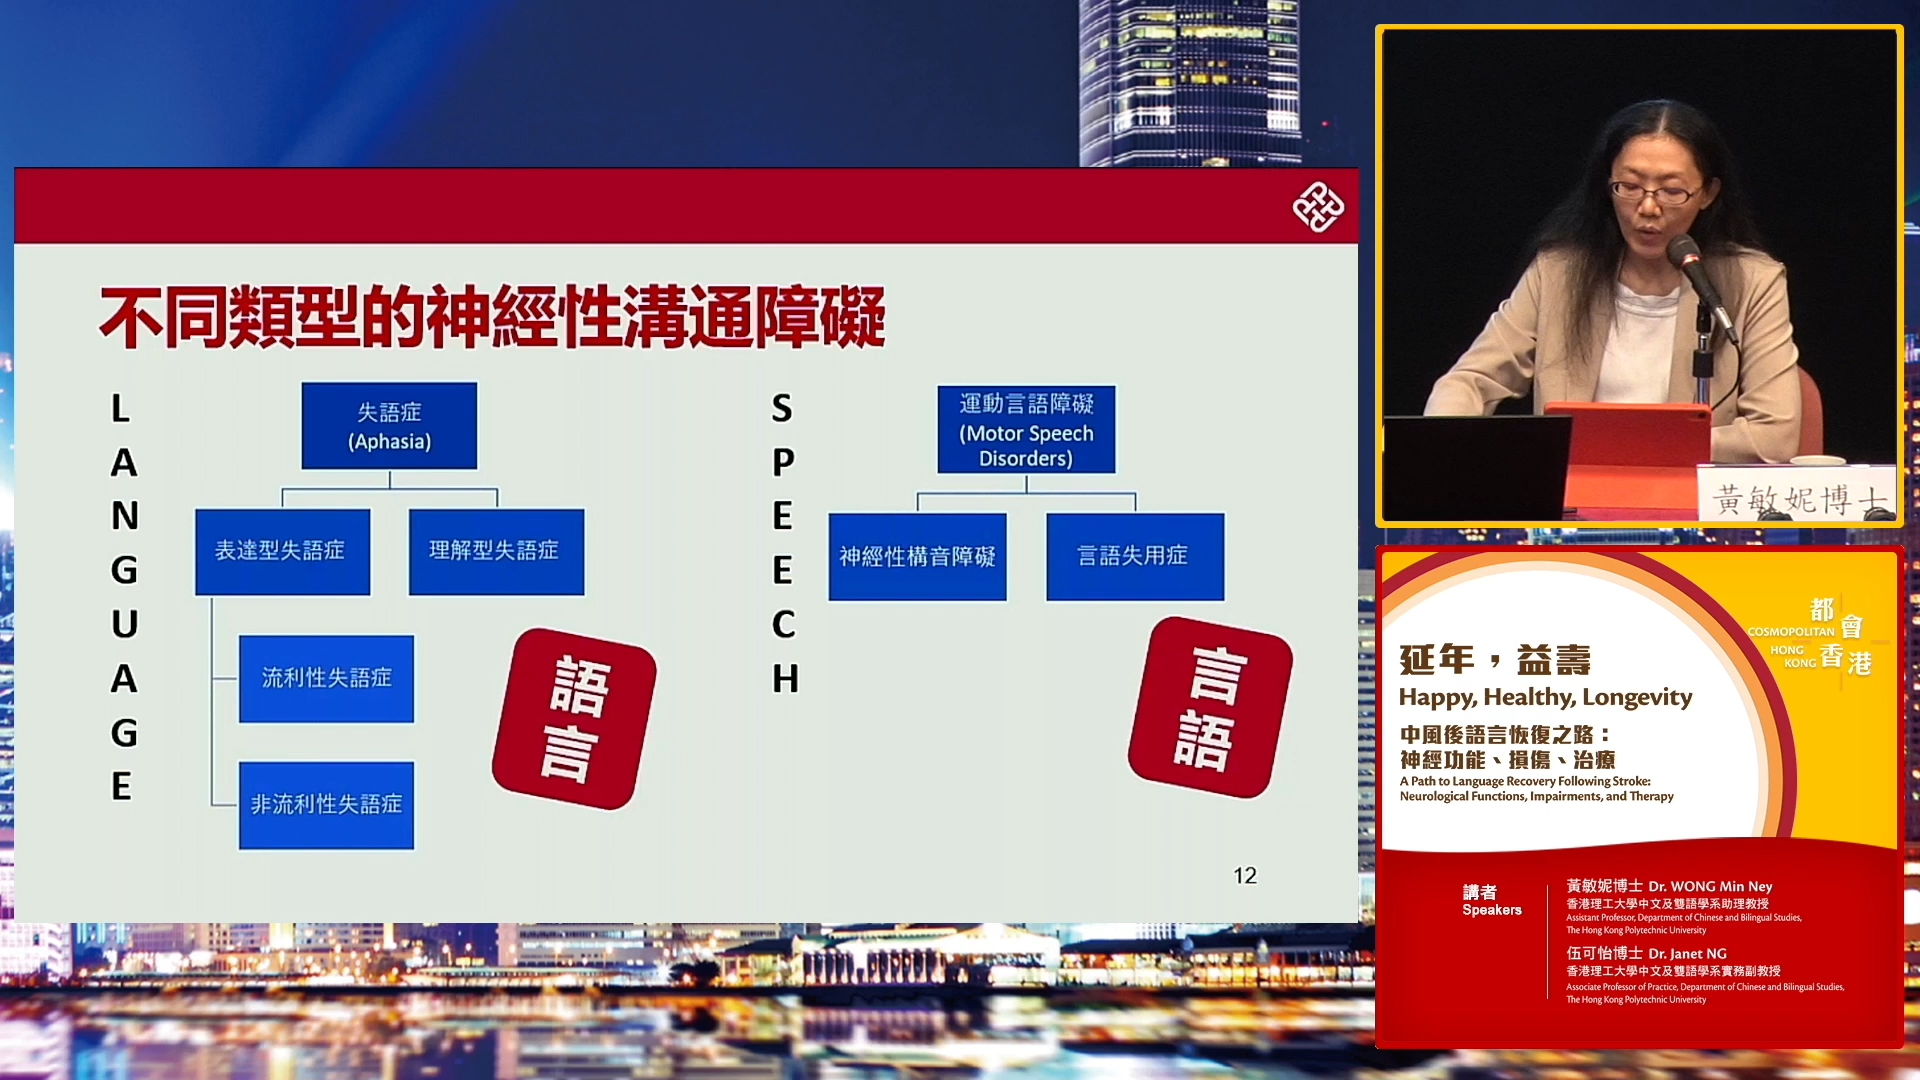 不同類型的神經性溝通障礙
LANGUAGE
失語症
(Aphasia)
表達型失語症
理解型失語症
流利性失語症
非流利性失語症
語言
SPEECH
運動言語障礙
(Motor Speech
Disorders)
神經性構音障礙
言語失用症
言語
12
黃敏妮博士
都會香港
COSMOPOLITAN
HONG
KONG
延年，益壽
Happy, Healthy, Longevity
中風後語言恢復之路：
神經功能、損傷、治療
A Path to Language Recovery Following Stroke:
Neurological Functions, Impairments, and Therapy
講者
Speakers
黃敏妮博士 Dr. WONG Min Ney
香港理工大學中文及雙語學系助理教授
Assistant Professor, Department of Chinese and Bilingual Studies,
The Hong Kong Polytechnic University
伍可怡博士 Dr. Janet NG
香港理工大學中文及雙語學系實務副教授
Associate Professor of Practice, Department of Chinese and Bilingual Studies,
The Hong Kong Polytechnic University